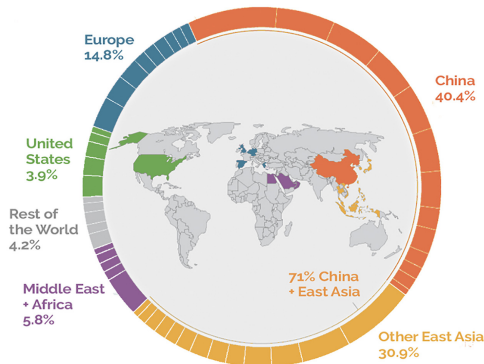 Europe
14.8%
China
40.4%
United
States
3.9%
Rest of
the World
4.2%
Middle East
+ Africa
5.8%
71% China
+ East Asia
Other East Asia
30.9%